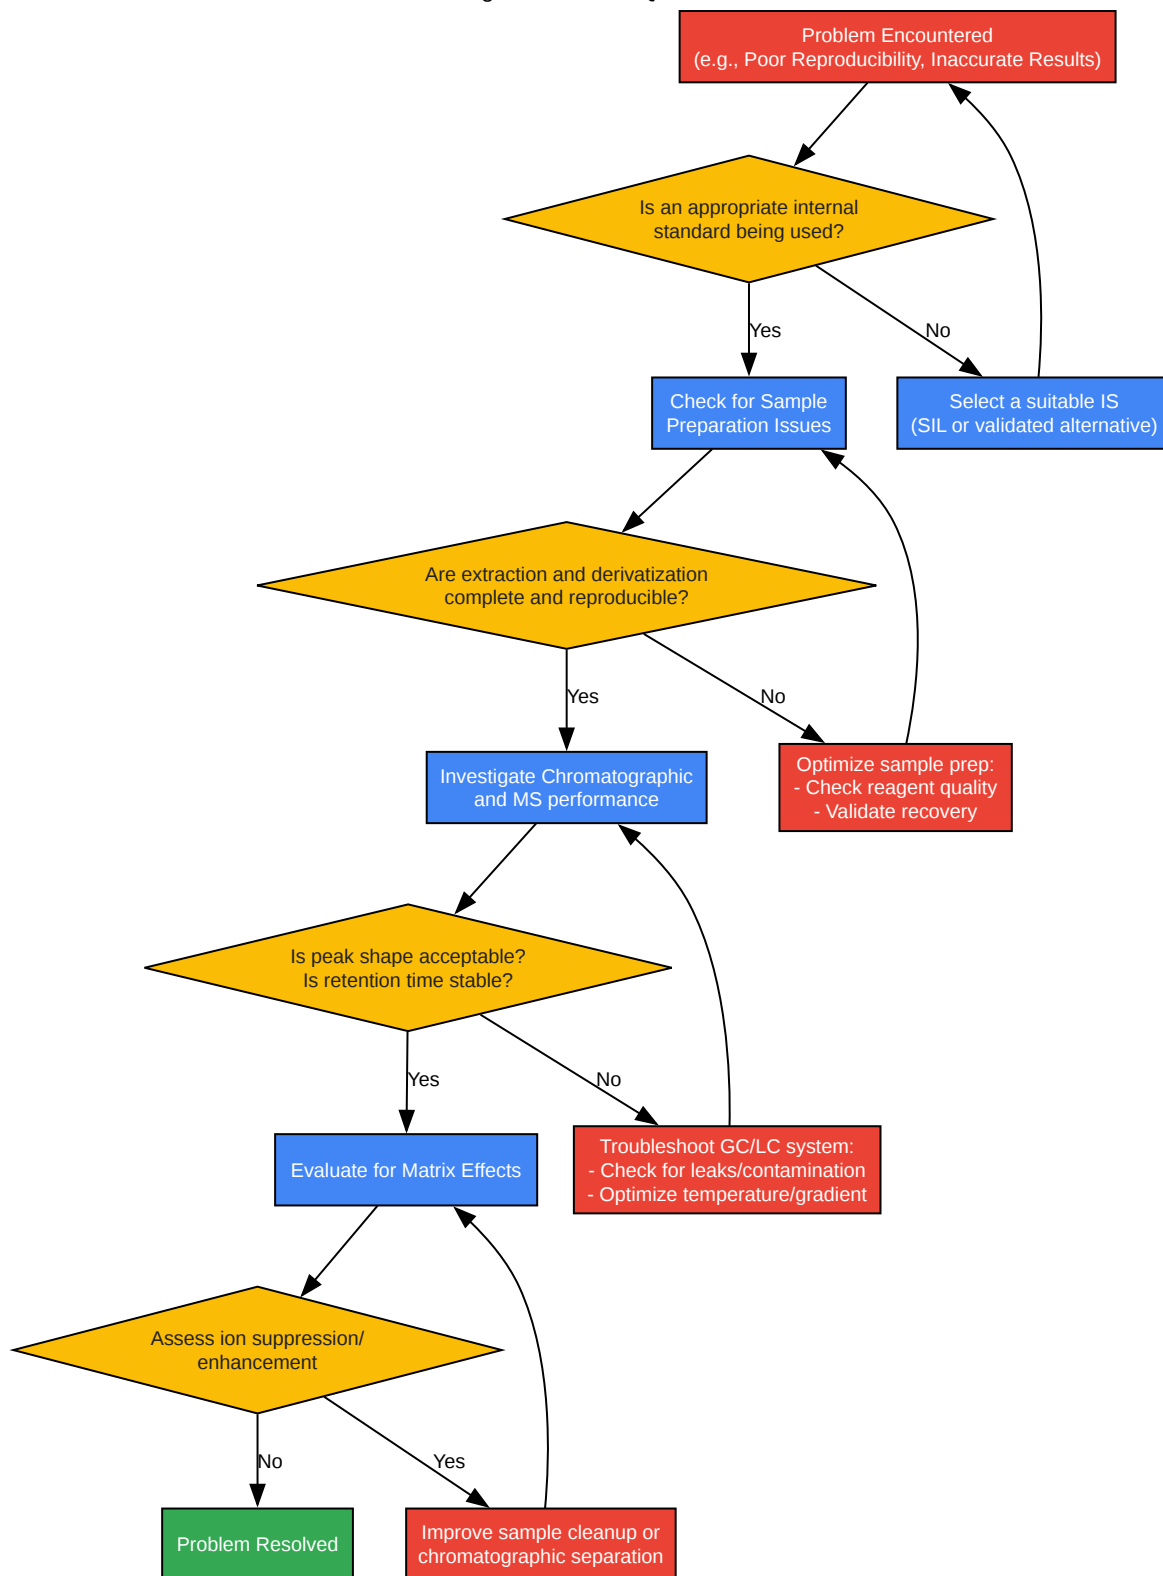 Problem Encountered
(e.g., Poor Reproducibility, Inaccurate Results)
Is an appropriate internal
standard being used?
Yes
No
Check for Sample
Preparation Issues
Select a suitable IS
(SIL or validated alternative)
Are extraction and derivatization
complete and reproducible?
Yes
No
Investigate Chromatographic
and MS performance
Optimize sample prep:
- Check reagent quality
- Validate recovery
Is peak shape acceptable?
Is retention time stable?
Yes
No
Evaluate for Matrix Effects
Troubleshoot GC/LC system:
- Check for leaks/contamination
- Optimize temperature/gradient
Assess ion suppression/
enhancement
No
Yes
Problem Resolved
Improve sample cleanup or
chromatographic separation